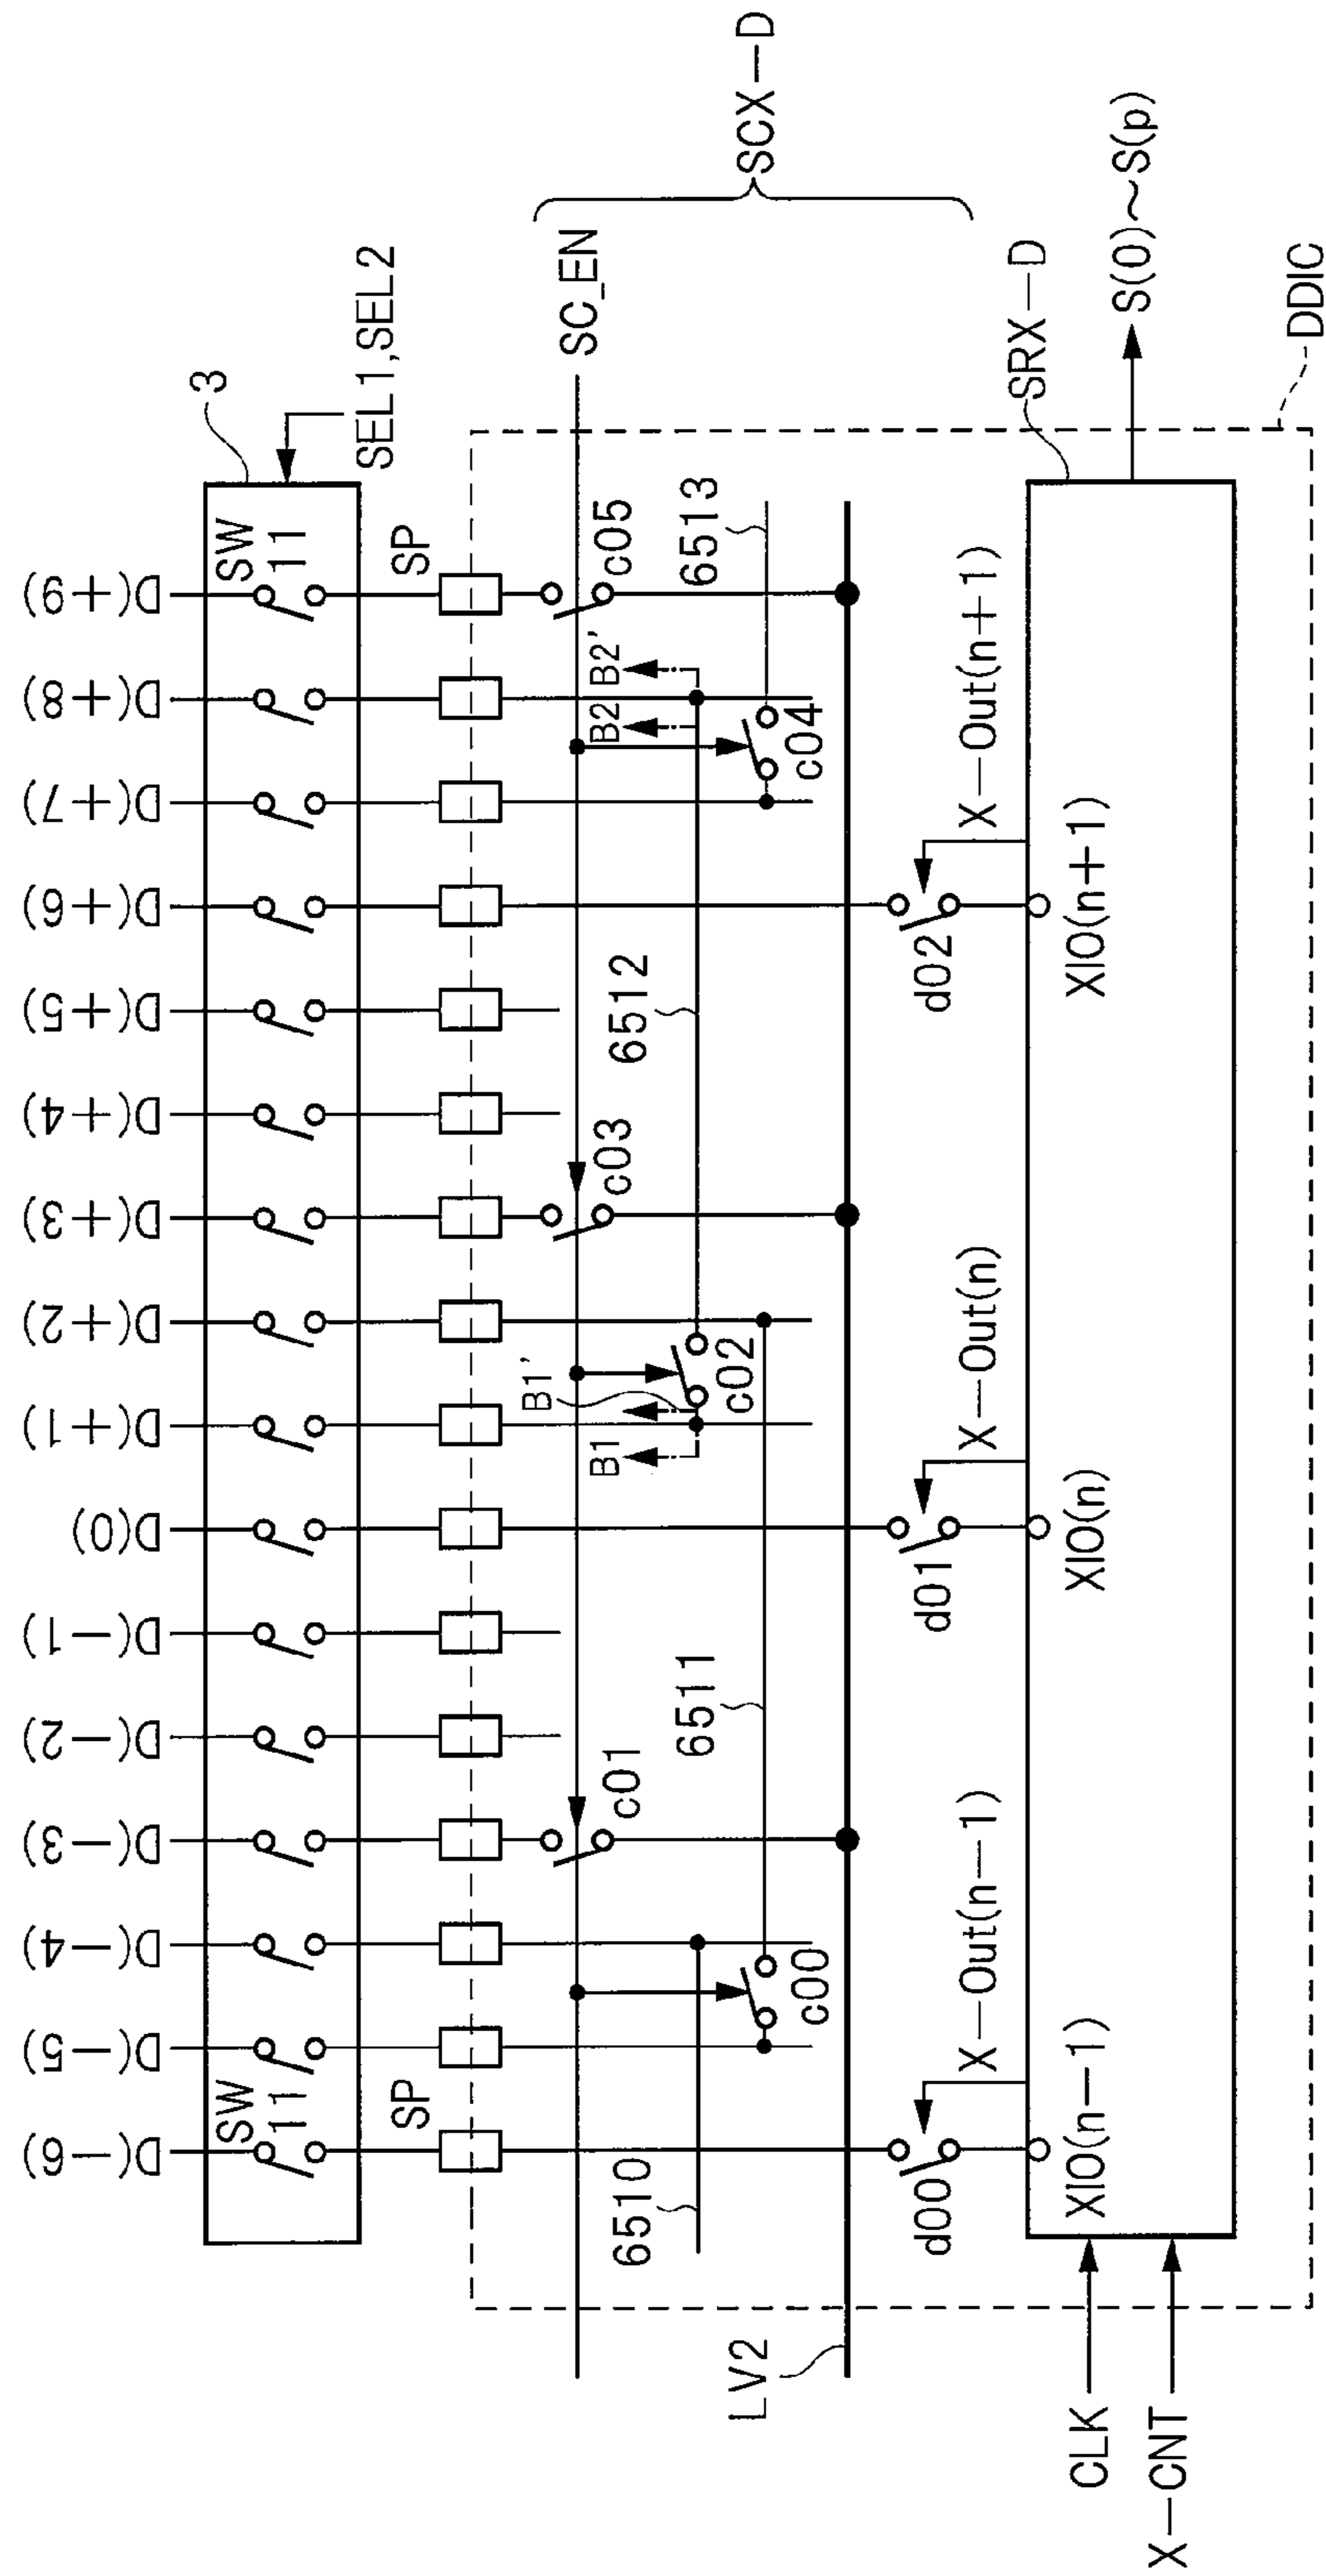 D(−6)
D(−5)
D(−4)
D(−3)
D(−2)
D(−1)
D(0)
D(+1)
D(+2)
D(+3)
D(+4)
D(+5)
D(+6)
D(+7)
D(+8)
D(+9)
SW
11
SW
11
3
SEL1,SEL2
SP
SP
SC_EN
SCX−D
c01
B1
B1’
c03
B2
B2’
c05
6510
6511
c02
6512
c04
6513
c00
LV2
d00
X−Out(n−1)
d01
X−Out(n)
d02
X−Out(n+1)
SRX−D
XIO(n−1)
XIO(n)
XIO(n+1)
CLK
X−CNT
S(0)~S(p)
DDIC